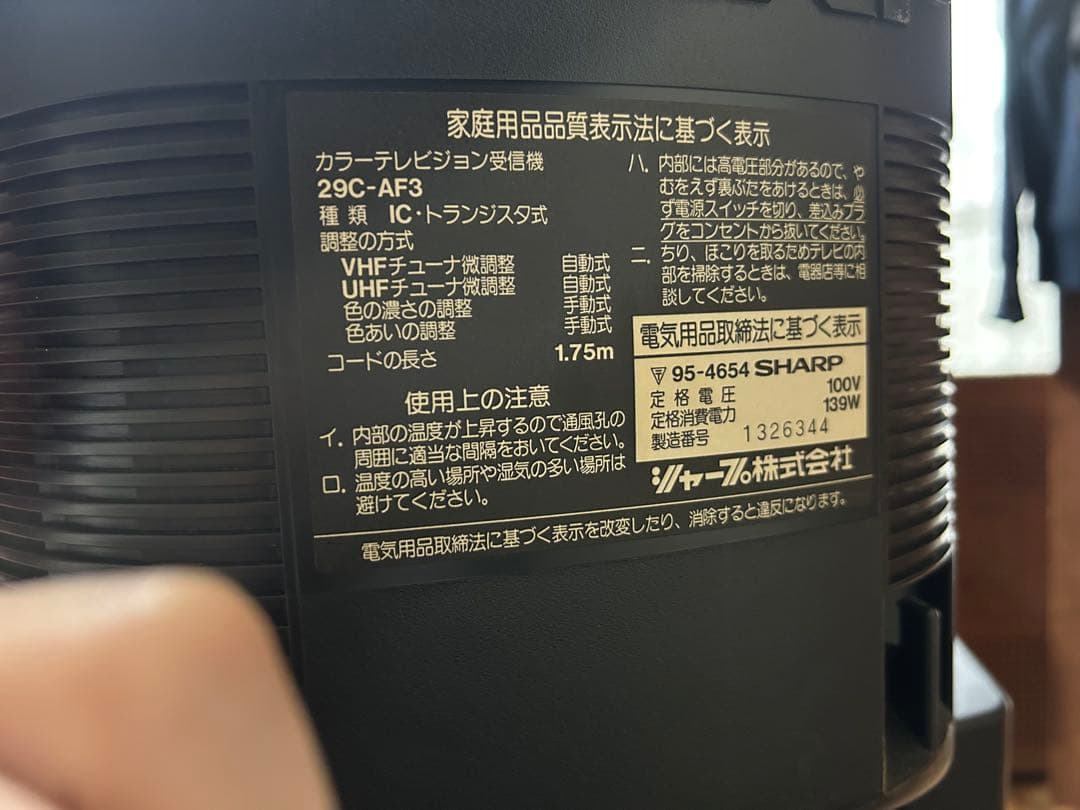 家庭用品品質表示法に基づく表示
カラーテレビジョン受信機
29C-AF3
種類 IC・トランジスタ式
調整の方式
VHFチューナ微調整 自動式
UHFチューナ微調整 自動式
色の濃さの調整 手動式
色あいの調整 手動式
コードの長さ 1.75m
使用上の注意
イ. 内部の温度が上昇するので通風孔の
周囲に適当な間隔をおいてください。
ロ. 温度の高い場所や湿気の多い場所は
避けてください。
ハ. 内部には高電圧部分があるので、や
むをえず裏ぶたをあけるときは、必
ず電源スイッチを切り、差込みプラ
グをコンセントから抜いてください。
ニ. ちり、ほこりを取るためテレビの内
部を掃除するときは、電器店等に相
談してください。
電気用品取締法に基づく表示
〒 95-4654 SHARP
定格電圧 100V
定格消費電力 139W
製造番号 1326344
シャープ株式会社
電気用品取締法に基づく表示を改変したり、消除すると違反になります。